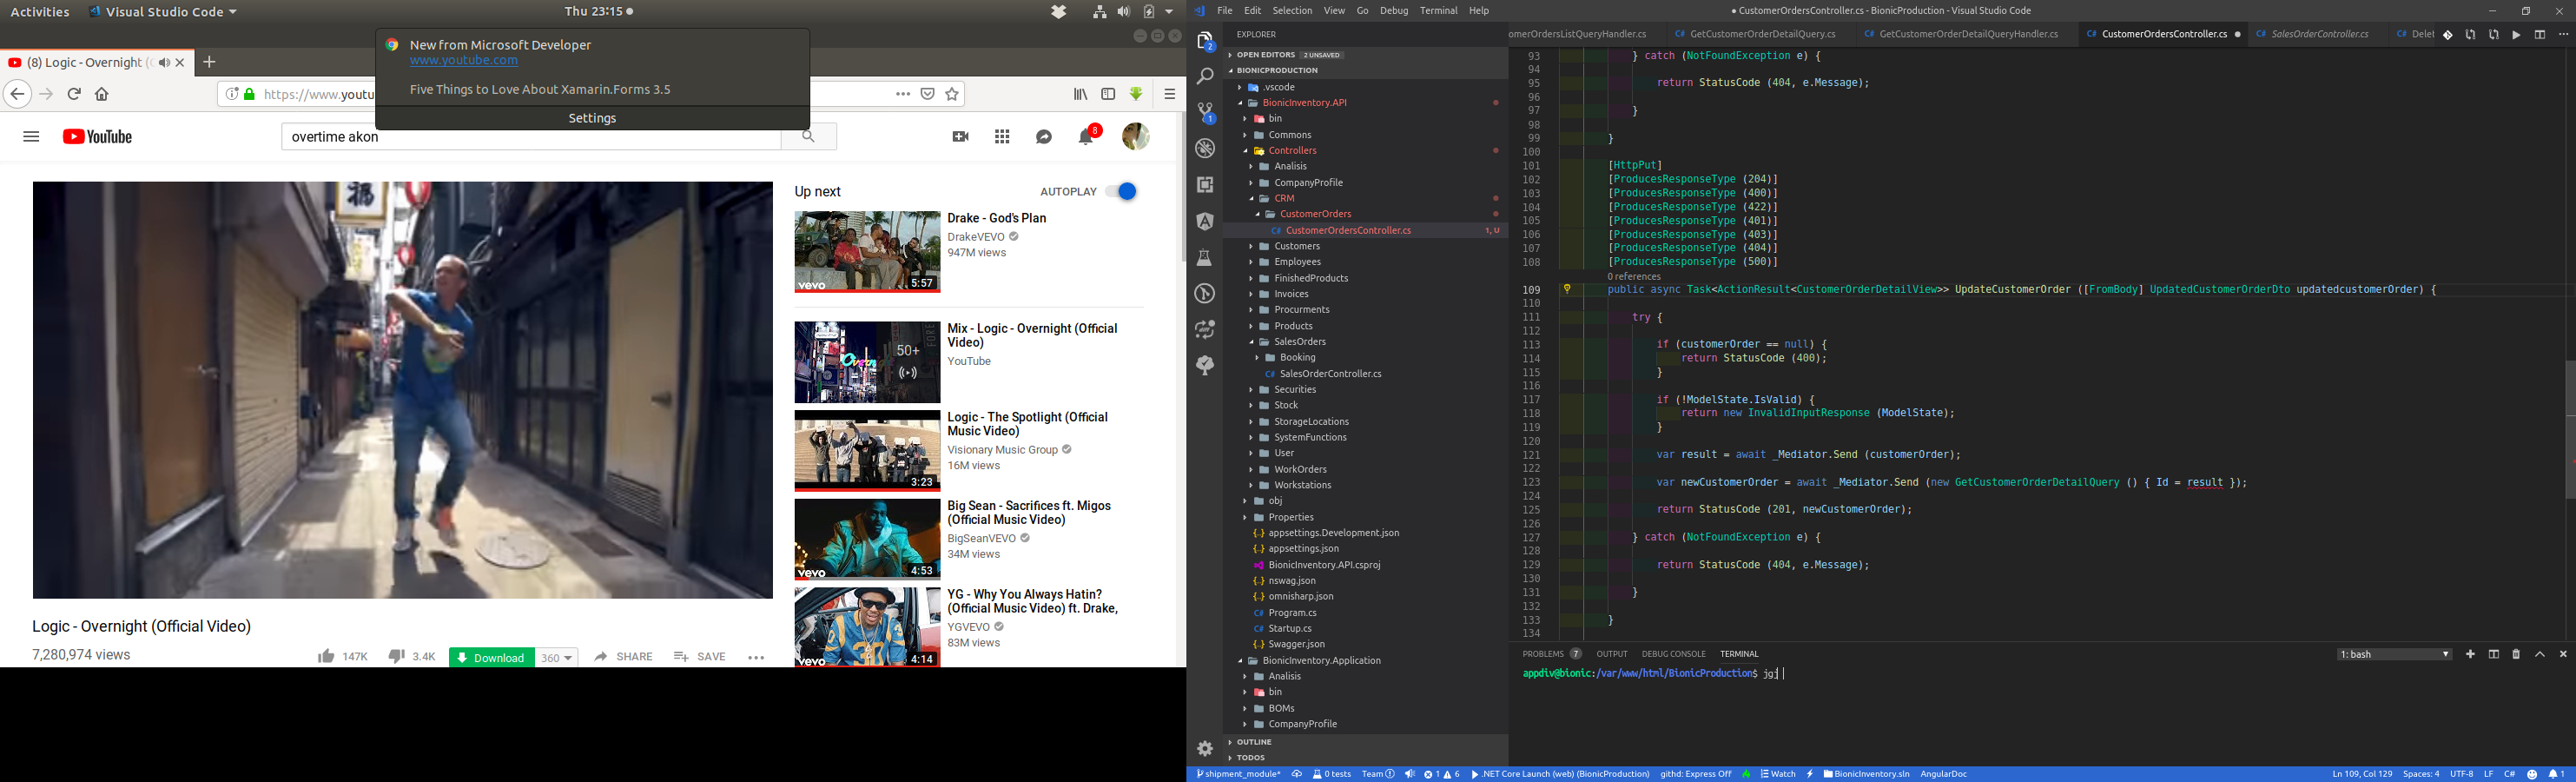 Activities
Visual Studio Code
Thu 23:15
(8) Logic - Overnight (O
https://www.youtu
New from Microsoft Developer
www.youtube.com
Five Things to Love About Xamarin.Forms 3.5
Settings
YouTube
overtime akon
8
Up next
AUTOPLAY
Drake - God's Plan
DrakeVEVO
947M views
vevo
5:57
Mix - Logic - Overnight (Official Video)
YouTube
50+
Logic - The Spotlight (Official Music Video)
Visionary Music Group
16M views
vevo
3:23
Big Sean - Sacrifices ft. Migos (Official Music Video)
BigSeanVEVO
34M views
vevo
4:53
YG - Why You Always Hatin? (Official Music Video) ft. Drake,
YGVEVO
83M views
vevo
4:14
Logic - Overnight (Official Video)
7,280,974 views
147K
3.4K
Download
360
SHARE
SAVE
File Edit Selection View Go Debug Terminal Help
● CustomerOrdersController.cs - BionicProduction - Visual Studio Code
EXPLORER
OPEN EDITORS 2 UNSAVED
BIONICPRODUCTION
.vscode
BionicInventory.API
bin
Commons
Controllers
Analisis
CompanyProfile
CRM
CustomerOrders
C# CustomerOrdersController.cs 1, U
Customers
Employees
FinishedProducts
Invoices
Procurments
Products
SalesOrders
Booking
C# SalesOrderController.cs
Securities
Stock
StorageLocations
SystemFunctions
User
WorkOrders
Workstations
obj
Properties
appsettings.Development.json
appsettings.json
BionicInventory.API.csproj
nswag.json
omnisharp.json
C# Program.cs
C# Startup.cs
Swagger.json
BionicInventory.Application
Analisis
bin
BOMs
CompanyProfile
OUTLINE
TODOS
omerOrdersListQueryHandler.cs
C# GetCustomerOrderDetailQuery.cs
C# GetCustomerOrderDetailQueryHandler.cs
C# CustomerOrdersController.cs
C# SalesOrderController.cs
C# Delet
93 } catch (NotFoundException e) {
94
95 return StatusCode (404, e.Message);
96
97 }
98
99 }
100
101 [HttpPut]
102 [ProducesResponseType (204)]
103 [ProducesResponseType (400)]
104 [ProducesResponseType (422)]
105 [ProducesResponseType (401)]
106 [ProducesResponseType (403)]
107 [ProducesResponseType (404)]
108 [ProducesResponseType (500)]
0 references
109 public async Task<ActionResult<CustomerOrderDetailView>> UpdateCustomerOrder ([FromBody] UpdatedCustomerOrderDto updatedcustomerOrder) {
110
111 try {
112
113 if (customerOrder == null) {
114 return StatusCode (400);
115 }
116
117 if (!ModelState.IsValid) {
118 return new InvalidInputResponse (ModelState);
119 }
120
121 var result = await _Mediator.Send (customerOrder);
122
123 var newCustomerOrder = await _Mediator.Send (new GetCustomerOrderDetailQuery () { Id = result });
124
125 return StatusCode (201, newCustomerOrder);
126
127 } catch (NotFoundException e) {
128
129 return StatusCode (404, e.Message);
130
131 }
132
133 }
134
PROBLEMS 7 OUTPUT DEBUG CONSOLE TERMINAL
1: bash
appdiv@bionic:/var/www/html/BionicProduction$ jgj
shipment_module* 0 tests Team 1 6 .NET Core Launch (web) (BionicProduction) githd: Express Off Watch BionicInventory.sln AngularDoc
Ln 109, Col 129 Spaces: 4 UTF-8 LF C# 1